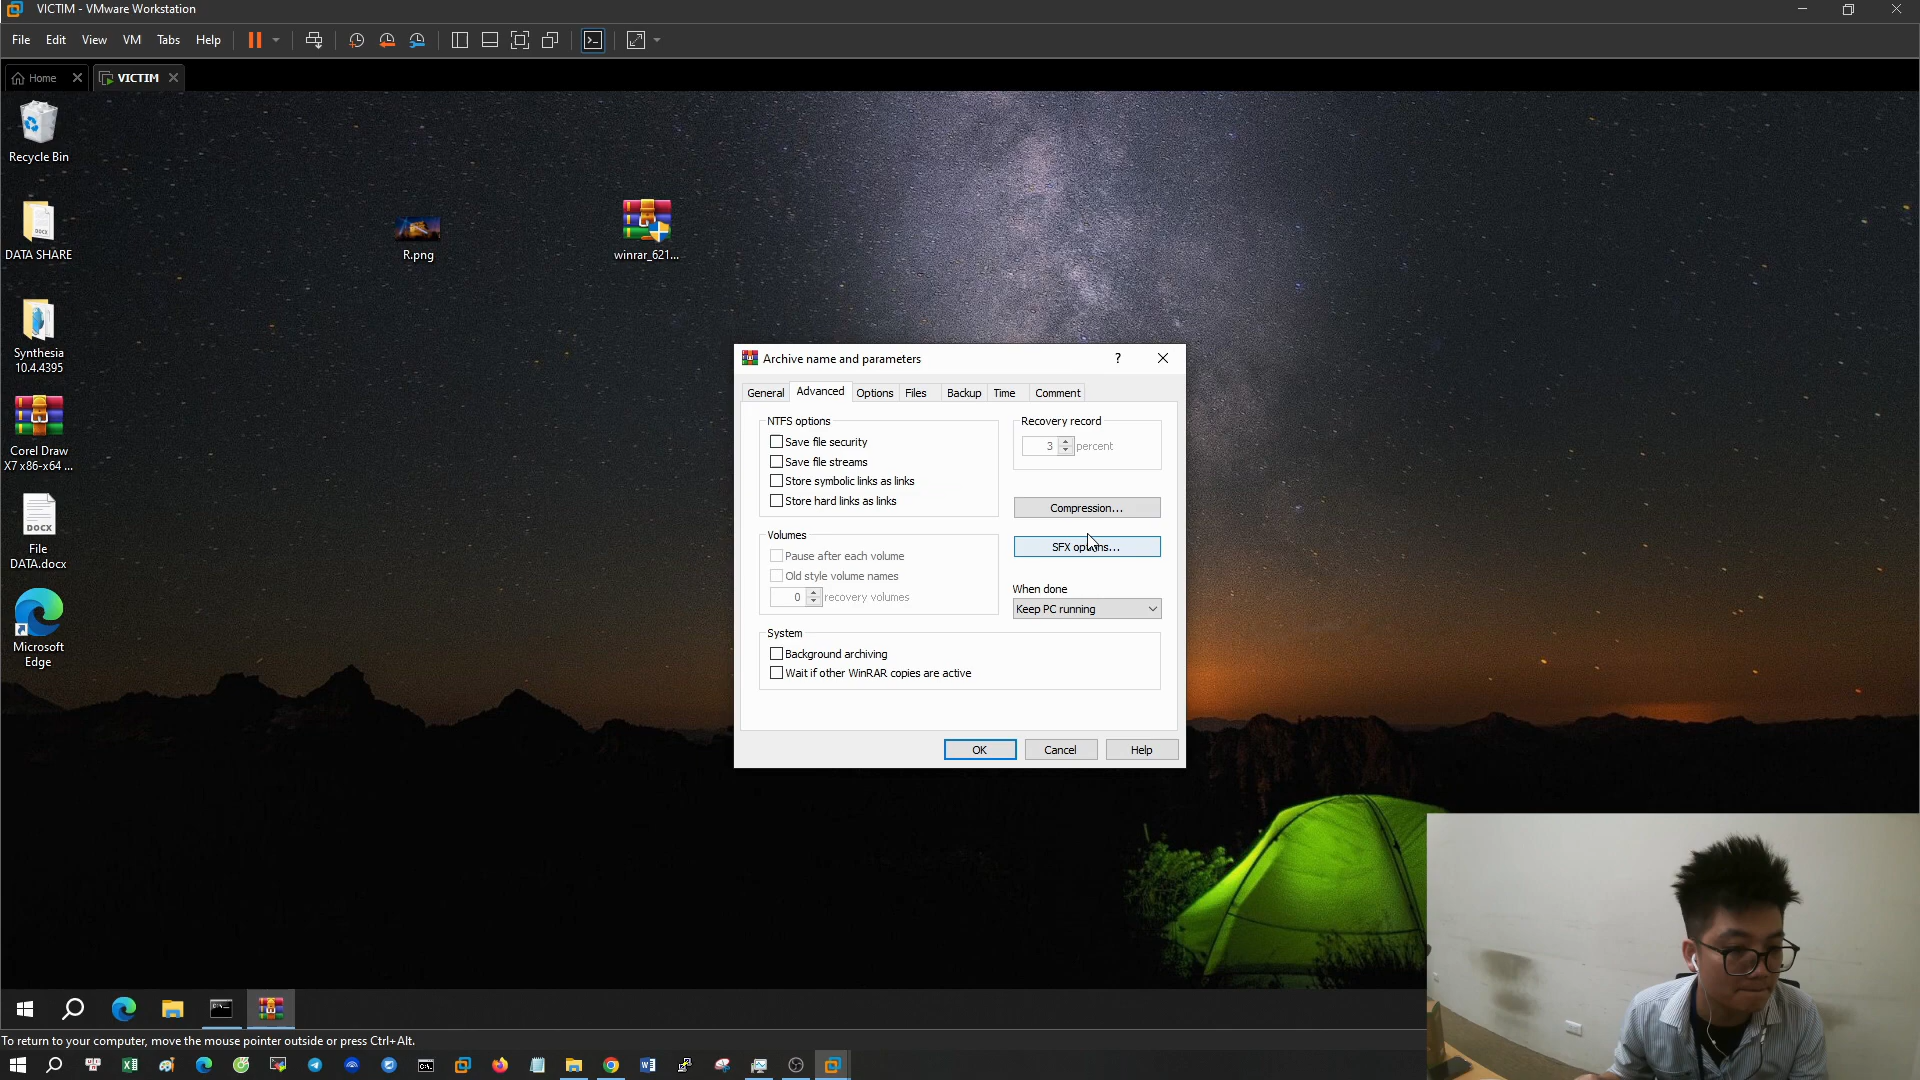 VICTIM - VMware Workstation
File Edit View VM Tabs Help
Home VICTIM
Recycle Bin
DATA SHARE
Synthesia
10.4.4395
Corel Draw
X7 x86-x64 ...
File
DATA.docx
Microsoft
Edge
DOCX
DOCX
R.png
winrar_621...
Archive name and parameters ?
General Advanced Options Files Backup Time Comment
NTFS options
Save file security
Save file streams
Store symbolic links as links
Store hard links as links
Recovery record
3 percent
Compression...
SFX options...
Volumes
Pause after each volume
Old style volume names
0 recovery volumes
When done
Keep PC running
System
Background archiving
Wait if other WinRAR copies are active
OK Cancel Help
To return to your computer, move the mouse pointer outside or press Ctrl+Alt.